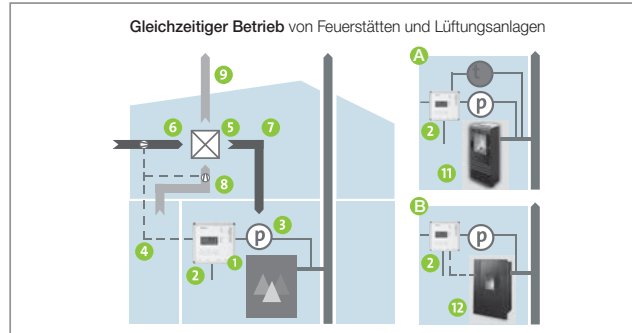 Gleichzeitiger Betrieb von Feuerstätten und Lüftungsanlagen
9
A
t
6
5
7
p
2
8
11
3
B
p
4
p
2
1
2
12